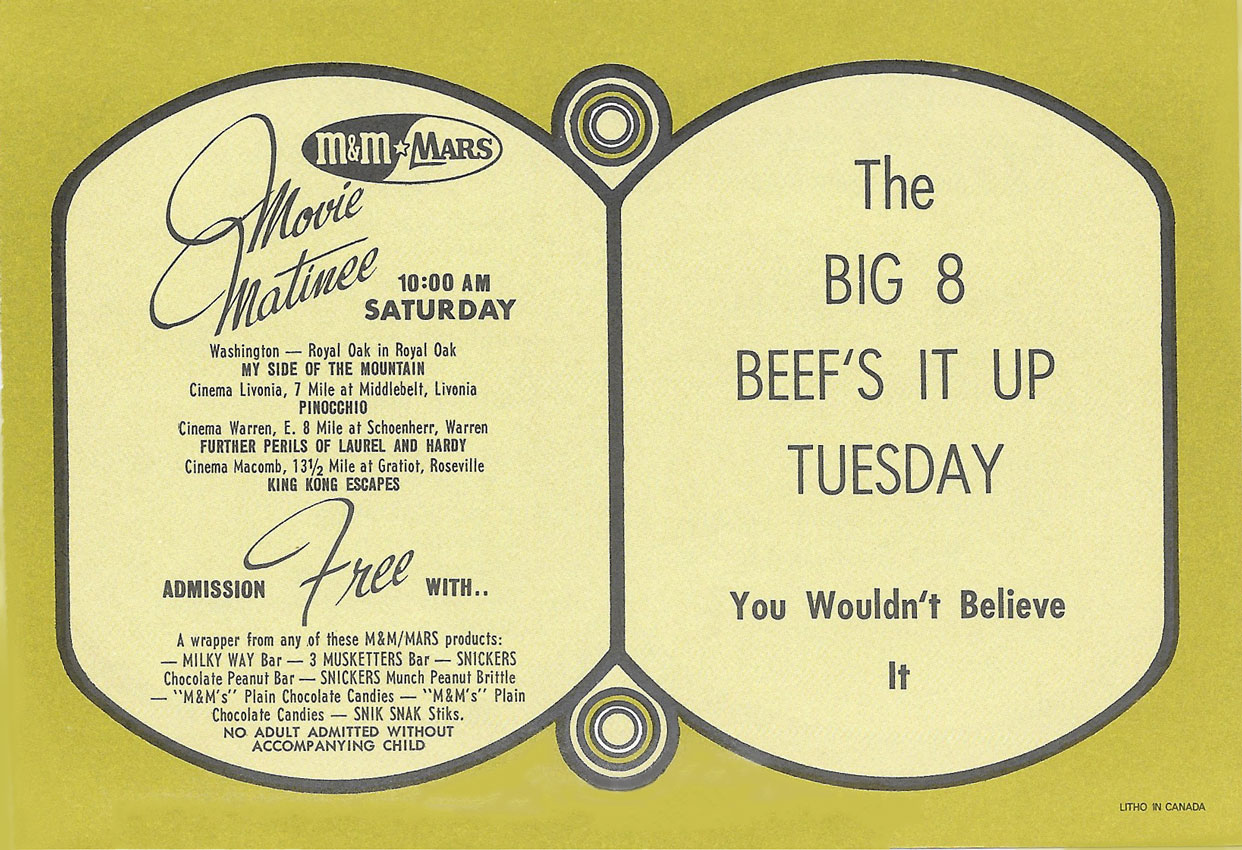 m&m★MARS
Movie
Matinee
10:00 AM
SATURDAY
Washington — Royal Oak in Royal Oak
MY SIDE OF THE MOUNTAIN
Cinema Livonia, 7 Mile at Middlebelt, Livonia
PINOCCHIO
Cinema Warren, E. 8 Mile at Schoenherr, Warren
FURTHER PERILS OF LAUREL AND HARDY
Cinema Macomb, 13½ Mile at Gratiot, Roseville
KING KONG ESCAPES
ADMISSION Free WITH..
A wrapper from any of these M&M/MARS products:
— MILKY WAY Bar — 3 MUSKETTERS Bar — SNICKERS
Chocolate Peanut Bar — SNICKERS Munch Peanut Brittle
— "M&M's" Plain Chocolate Candies — "M&M's" Plain
Chocolate Candies — SNIK SNAK Stiks.
NO ADULT ADMITTED WITHOUT
ACCOMPANYING CHILD
The
BIG 8
BEEF'S IT UP
TUESDAY
You Wouldn't Believe
It
LITHO IN CANADA